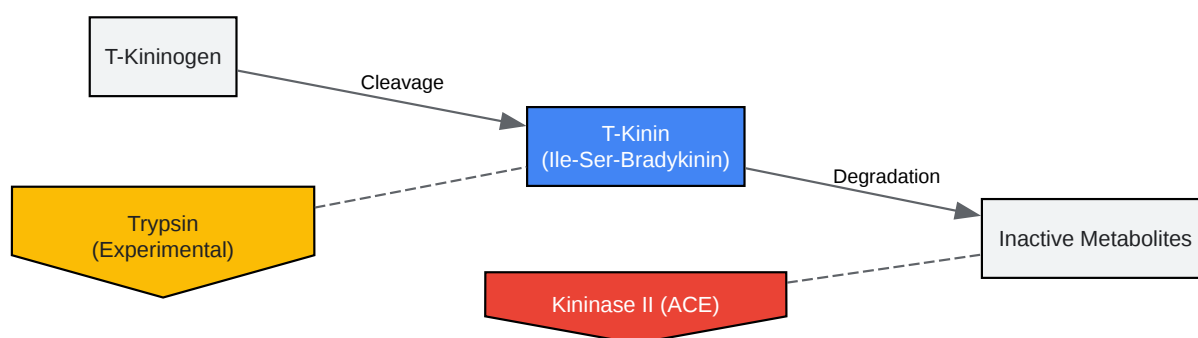 T-Kininogen
Cleavage
T-Kinin
(Ile-Ser-Bradykinin)
Degradation
Trypsin
(Experimental)
Inactive Metabolites
Kininase II (ACE)